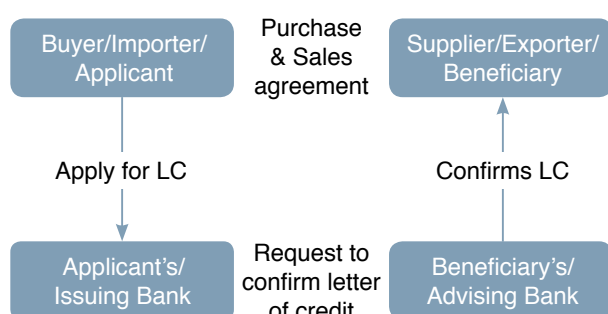 Buyer/Importer/
Applicant
Purchase
& Sales
agreement
Supplier/Exporter/
Beneficiary
Apply for LC
Confirms LC
Applicant's/
Issuing Bank
Request to
confirm letter
of credit
Beneficiary's/
Advising Bank